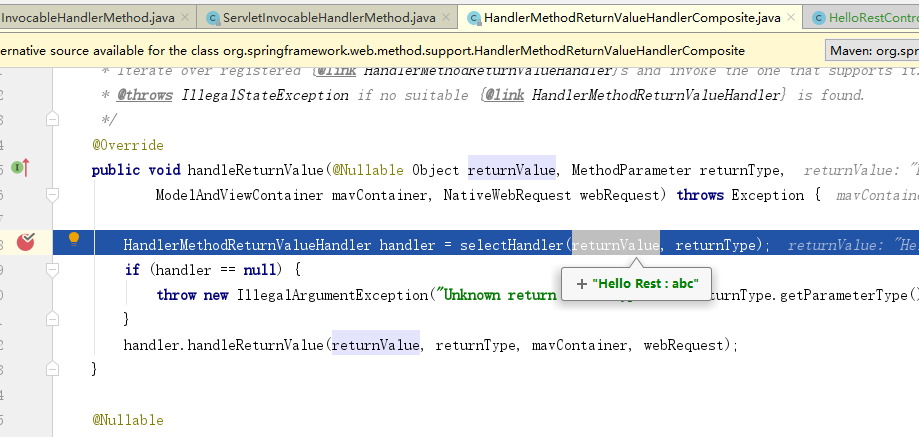 InvocableHandlerMethod.java × ServletInvocableHandlerMethod.java × HandlerMethodReturnValueHandlerComposite.java × HelloRestContro
ernative source available for the class org.springframework.web.method.support.HandlerMethodReturnValueHandlerComposite Maven: org.spr
* Iterate over registered {@link HandlerMethodReturnValueHandler}s and invoke the one that supports it.
* @throws IllegalStateException if no suitable {@link HandlerMethodReturnValueHandler} is found.
*/
@Override
public void handleReturnValue(@Nullable Object returnValue, MethodParameter returnType, returnValue: "
ModelAndViewContainer mavContainer, NativeWebRequest webRequest) throws Exception { mavContain
HandlerMethodReturnValueHandler handler = selectHandler(returnValue, returnType); returnValue: "Hel
if (handler == null) {
+ "Hello Rest : abc"
throw new IllegalArgumentException("Unknown return turnType.getParameterType()
}
handler.handleReturnValue(returnValue, returnType, mavContainer, webRequest);
}
@Nullable